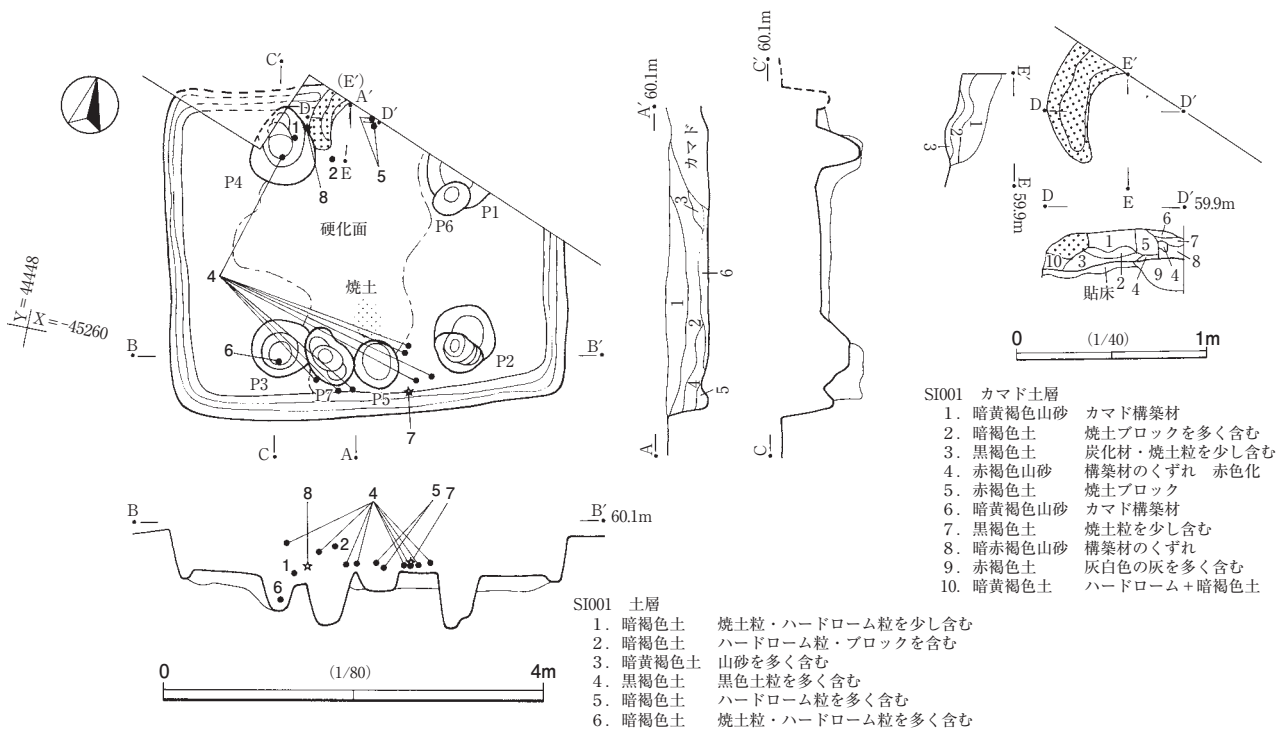 C′
(E′)
A′
D
D′
1
2
E
5
P4
8
P6
P1
硬化面
4
焼土
Y=44448
X=-45260
B
B′
6
P3
P7
P5
P2
7
C
A
A′ 60.1m
カマド
3
6
1
2
4
5
A
C′ 60.1m
C
E′
1
2
3
E 59.9m
E′
D
D′
E
D
D′ 59.9m
6
1
5
7
10
3
8
2
4
9
4
貼床
0
(1/40)
1m
SI001 カマド土層
1. 暗黄褐色山砂 カマド構築材
2. 暗褐色土 焼土ブロックを多く含む
3. 黒褐色土 炭化材・焼土粒を少し含む
4. 赤褐色山砂 構築材のくずれ 赤色化
5. 赤褐色土 焼土ブロック
6. 暗黄褐色山砂 カマド構築材
7. 黒褐色土 焼土粒を少し含む
8. 暗赤褐色山砂 構築材のくずれ
9. 赤褐色土 灰白色の灰を多く含む
10. 暗黄褐色土 ハードローム+暗褐色土
B
8
4
5
7
B′ 60.1m
2
1
6
0
(1/80)
4m
SI001 土層
1. 暗褐色土 焼土粒・ハードローム粒を少し含む
2. 暗褐色土 ハードローム粒・ブロックを含む
3. 暗黄褐色土 山砂を多く含む
4. 黒褐色土 黒色土粒を多く含む
5. 暗褐色土 ハードローム粒を多く含む
6. 暗褐色土 焼土粒・ハードローム粒を多く含む